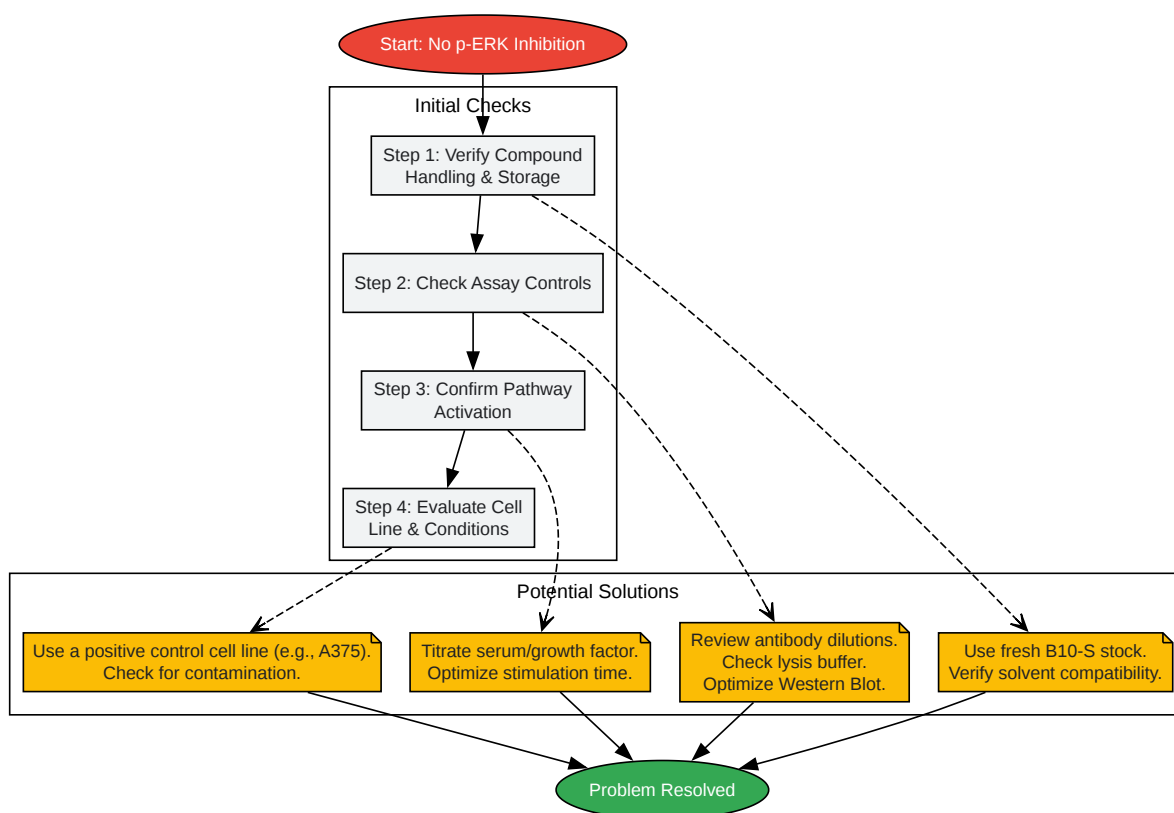 Start: No p-ERK Inhibition
Initial Checks
Step 1: Verify Compound
Handling & Storage
Step 2: Check Assay Controls
Step 3: Confirm Pathway
Activation
Step 4: Evaluate Cell
Line & Conditions
Potential Solutions
Use a positive control cell line (e.g., A375).
Check for contamination.
Titrate serum/growth factor.
Optimize stimulation time.
Review antibody dilutions.
Check lysis buffer.
Optimize Western Blot.
Use fresh B10-S stock.
Verify solvent compatibility.
Problem Resolved